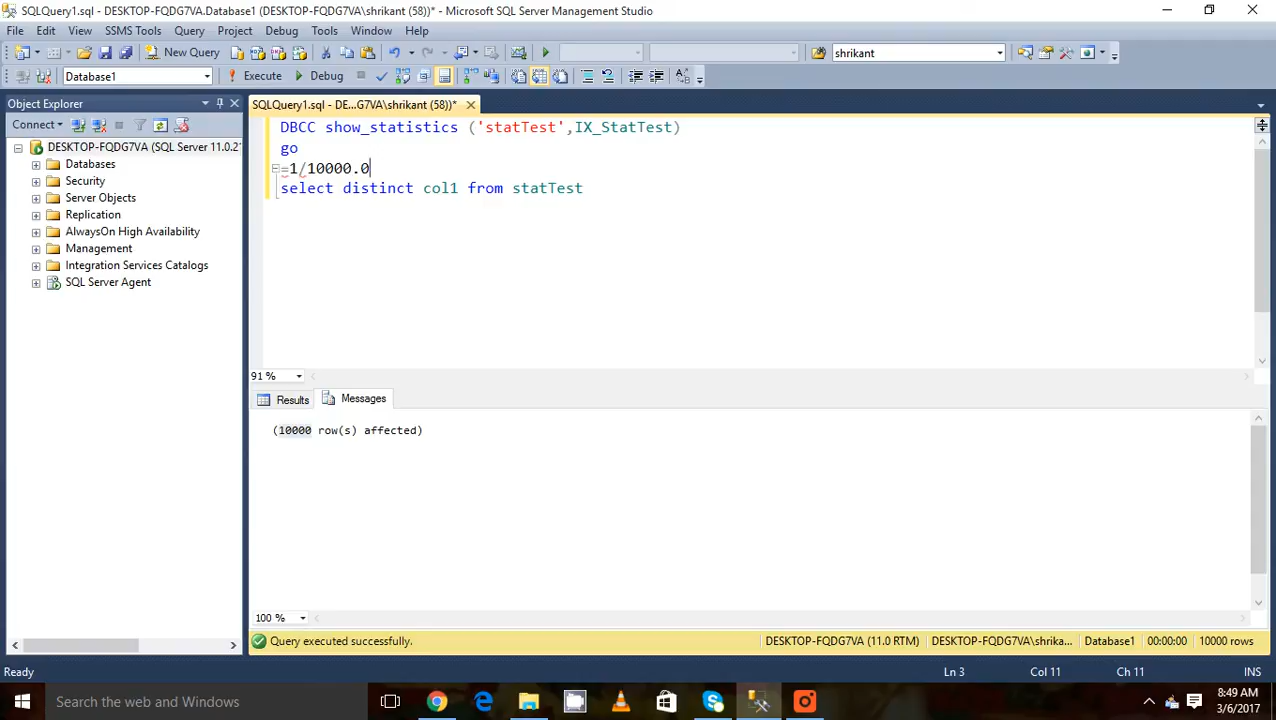 SQLQuery1.sql - DESKTOP-FQDG7VA.Database1 (DESKTOP-FQDG7VA\shrikant (58))* - Microsoft SQL Server Management Studio
File Edit View SSMS Tools Query Project Debug Tools Window Help
New Query shrikant
Database1 Execute Debug
Object Explorer
SQLQuery1.sql - DE...G7VA\shrikant (58))*
Connect
DESKTOP-FQDG7VA (SQL Server 11.0.2
Databases
Security
Server Objects
Replication
AlwaysOn High Availability
Management
Integration Services Catalogs
SQL Server Agent
DBCC show_statistics ('statTest',IX_StatTest)
go
=1/10000.0
select distinct col1 from statTest
91 %
Results Messages
(10000 row(s) affected)
100 %
Query executed successfully. DESKTOP-FQDG7VA (11.0 RTM) DESKTOP-FQDG7VA\shrika... Database1 00:00:00 10000 rows
Ready Ln 3 Col 11 Ch 11 INS
Search the web and Windows
8:49 AM
3/6/2017